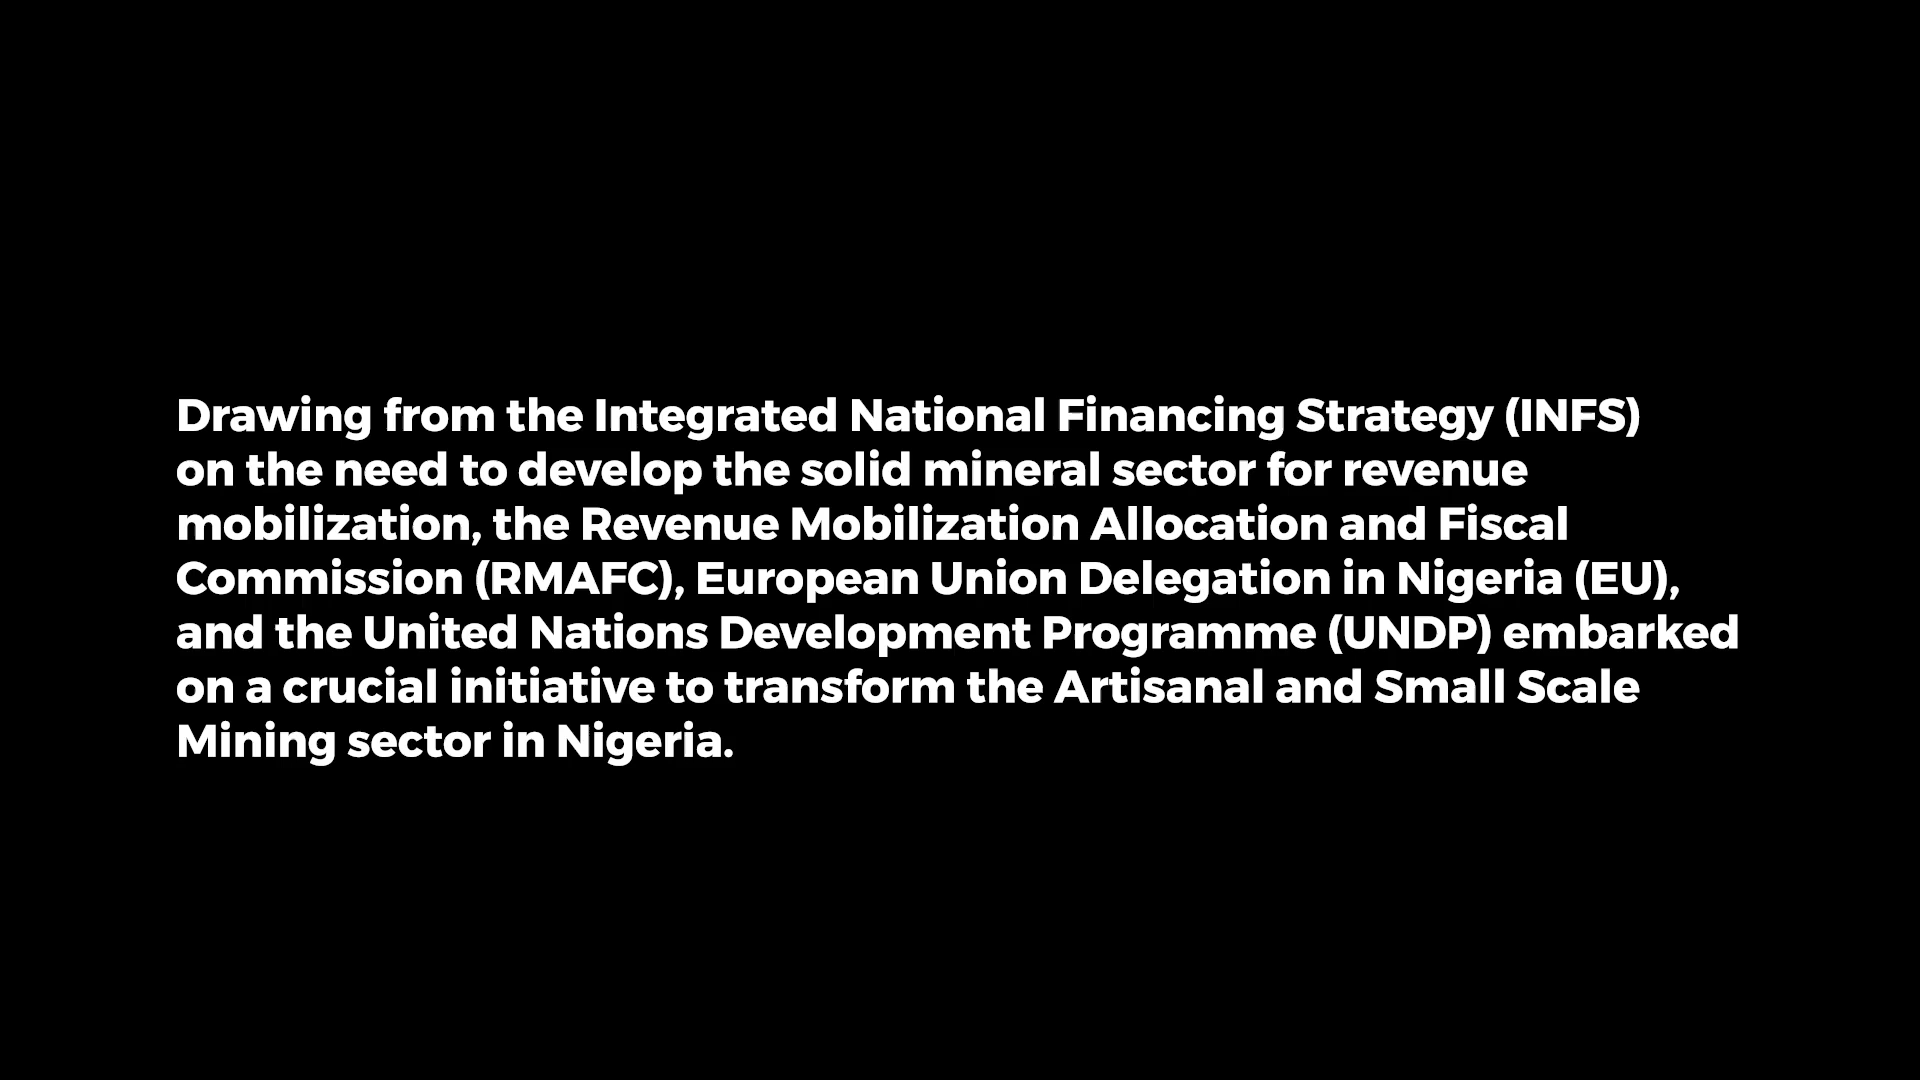 Drawing from the Integrated National Financing Strategy (INFS)
on the need to develop the solid mineral sector for revenue
mobilization, the Revenue Mobilization Allocation and Fiscal
Commission (RMAFC), European Union Delegation in Nigeria (EU),
and the United Nations Development Programme (UNDP) embarked
on a crucial initiative to transform the Artisanal and Small Scale
Mining sector in Nigeria.